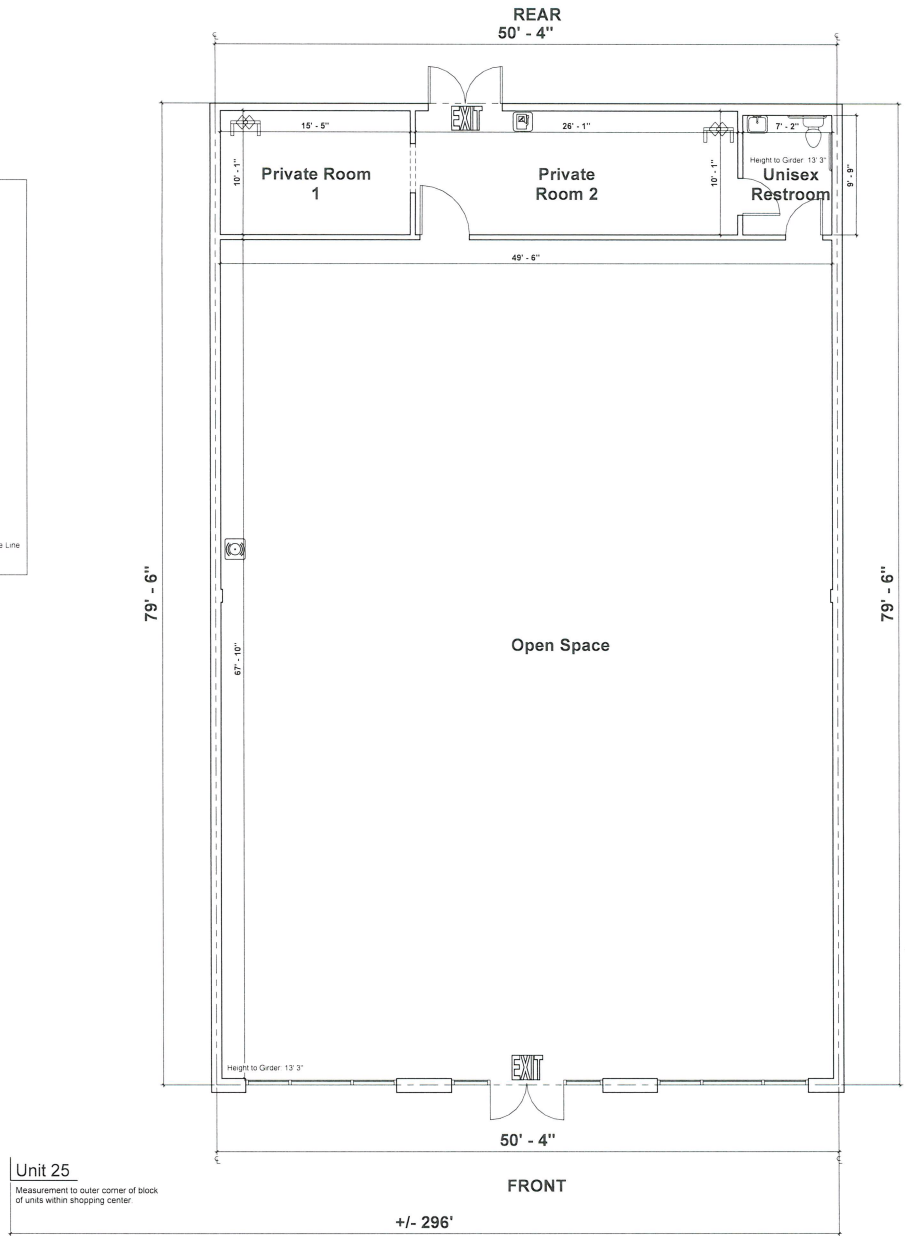 REAR
50' - 4"
EXIT
15' - 5"
26' - 1"
7' - 2"
10' - 1"
Private Room
1
Private
Room 2
10' - 1"
Height to Girder 13' 3"
Unisex
Restroom
9' - 9"
49' - 6"
e Line
79' - 6"
79' - 6"
67' - 10"
Open Space
Height to Girder: 13' 3"
EXIT
50' - 4"
Unit 25
Measurement to outer corner of block
of units within shopping center.
FRONT
+/- 296'